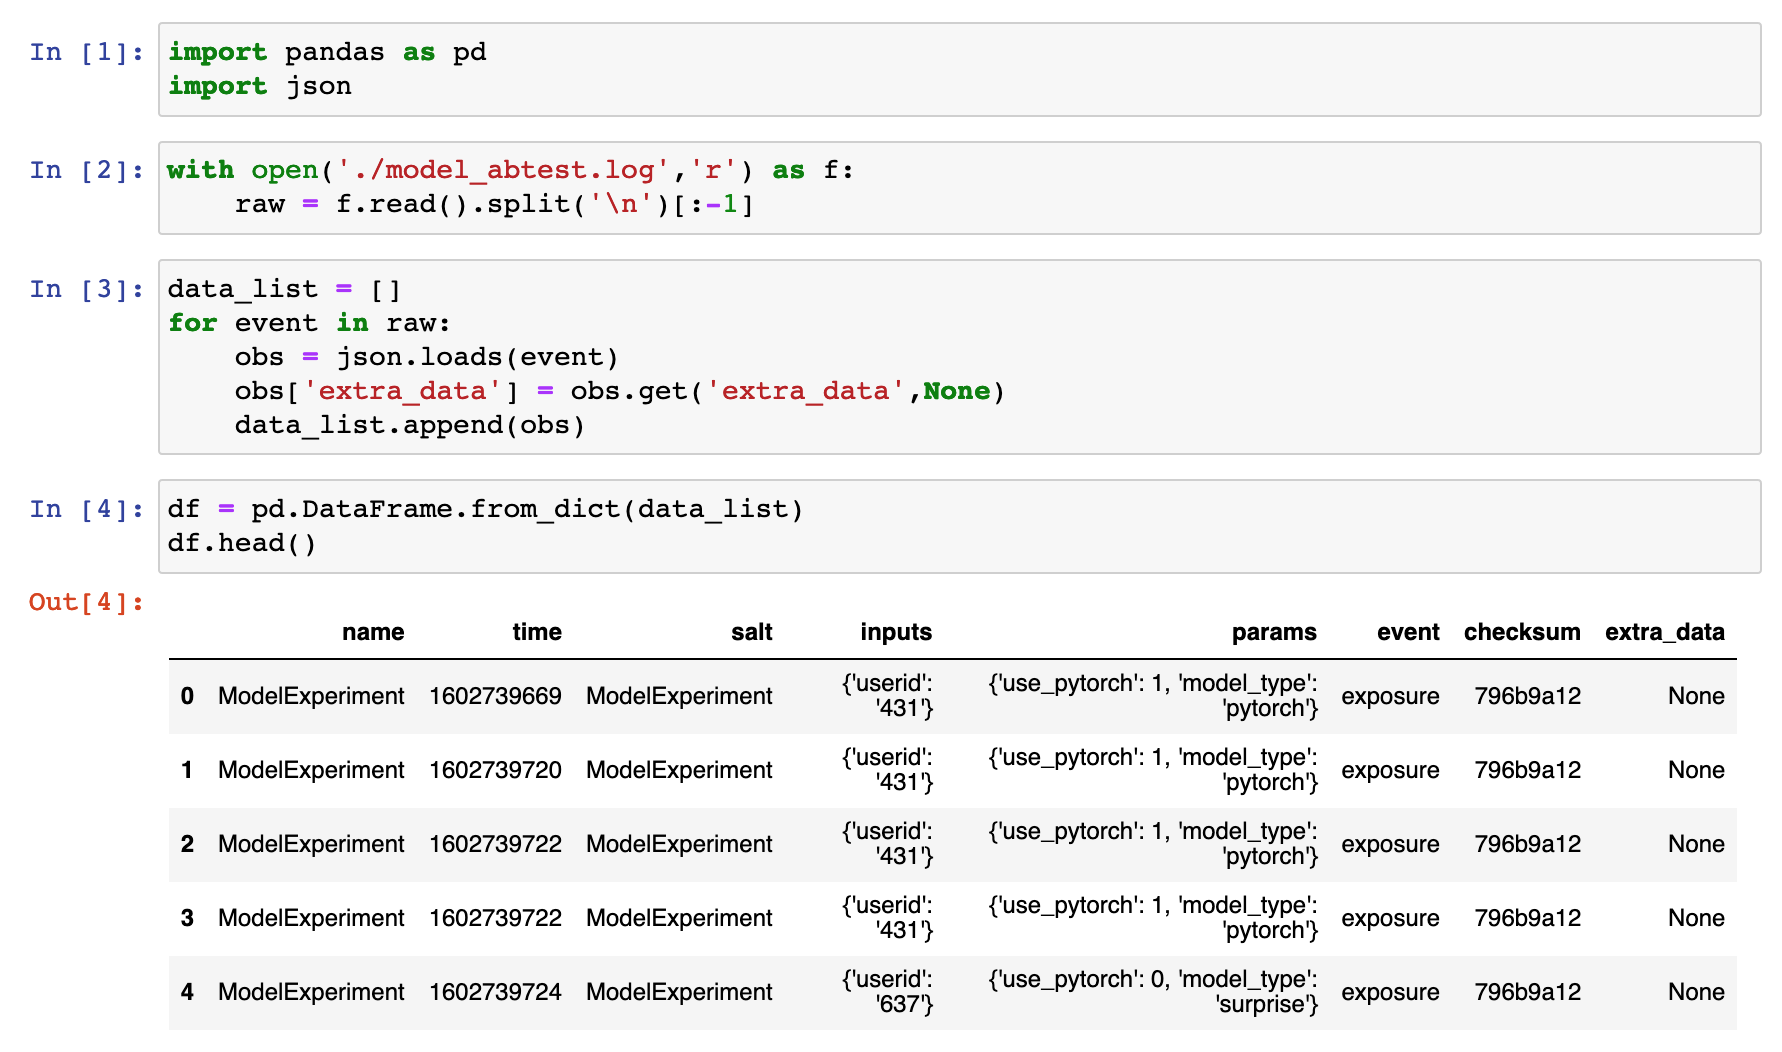 In [1]: import pandas as pd
import json
In [2]: with open('./model_abtest.log','r') as f:
    raw = f.read().split('\n')[:-1]
In [3]: data_list = []
for event in raw:
    obs = json.loads(event)
    obs['extra_data'] = obs.get('extra_data',None)
    data_list.append(obs)
In [4]: df = pd.DataFrame.from_dict(data_list)
df.head()
Out[4]:
name time salt inputs params event checksum extra_data
0 ModelExperiment 1602739669 ModelExperiment {'userid': '431'} {'use_pytorch': 1, 'model_type': 'pytorch'} exposure 796b9a12 None
1 ModelExperiment 1602739720 ModelExperiment {'userid': '431'} {'use_pytorch': 1, 'model_type': 'pytorch'} exposure 796b9a12 None
2 ModelExperiment 1602739722 ModelExperiment {'userid': '431'} {'use_pytorch': 1, 'model_type': 'pytorch'} exposure 796b9a12 None
3 ModelExperiment 1602739722 ModelExperiment {'userid': '431'} {'use_pytorch': 1, 'model_type': 'pytorch'} exposure 796b9a12 None
4 ModelExperiment 1602739724 ModelExperiment {'userid': '637'} {'use_pytorch': 0, 'model_type': 'surprise'} exposure 796b9a12 None